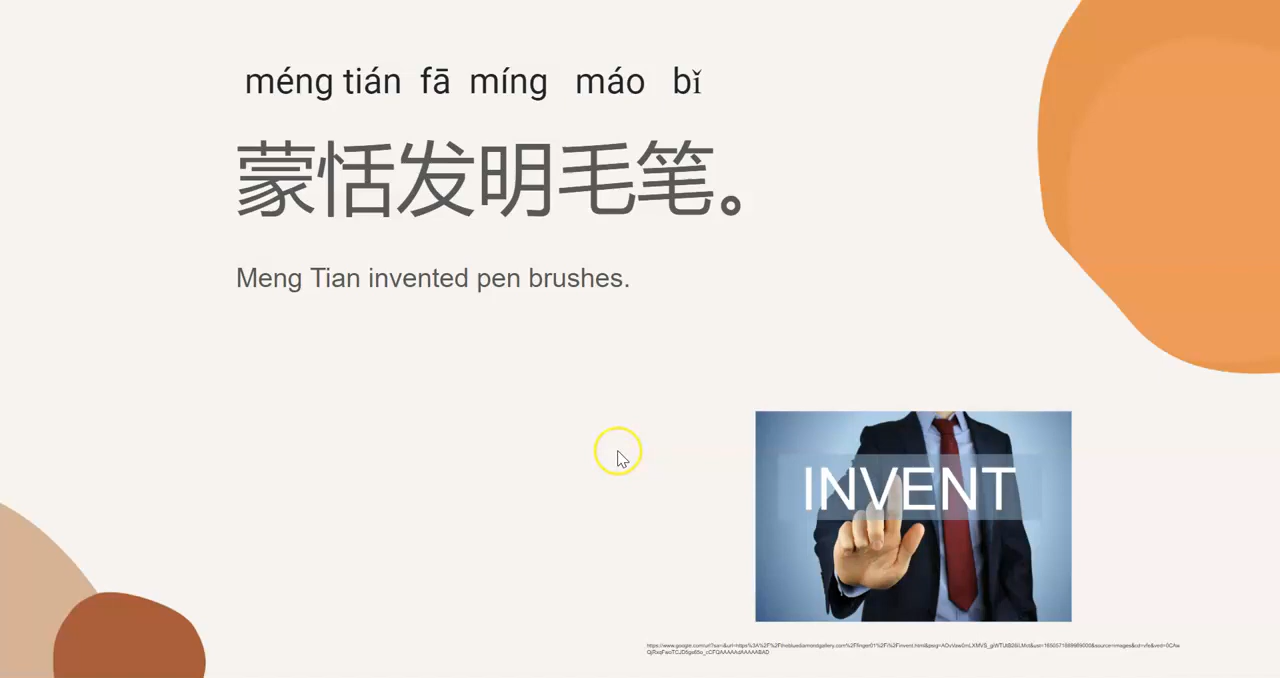 méng tián fā míng máo bǐ
蒙恬发明毛笔。
Meng Tian invented pen brushes.
INVENT